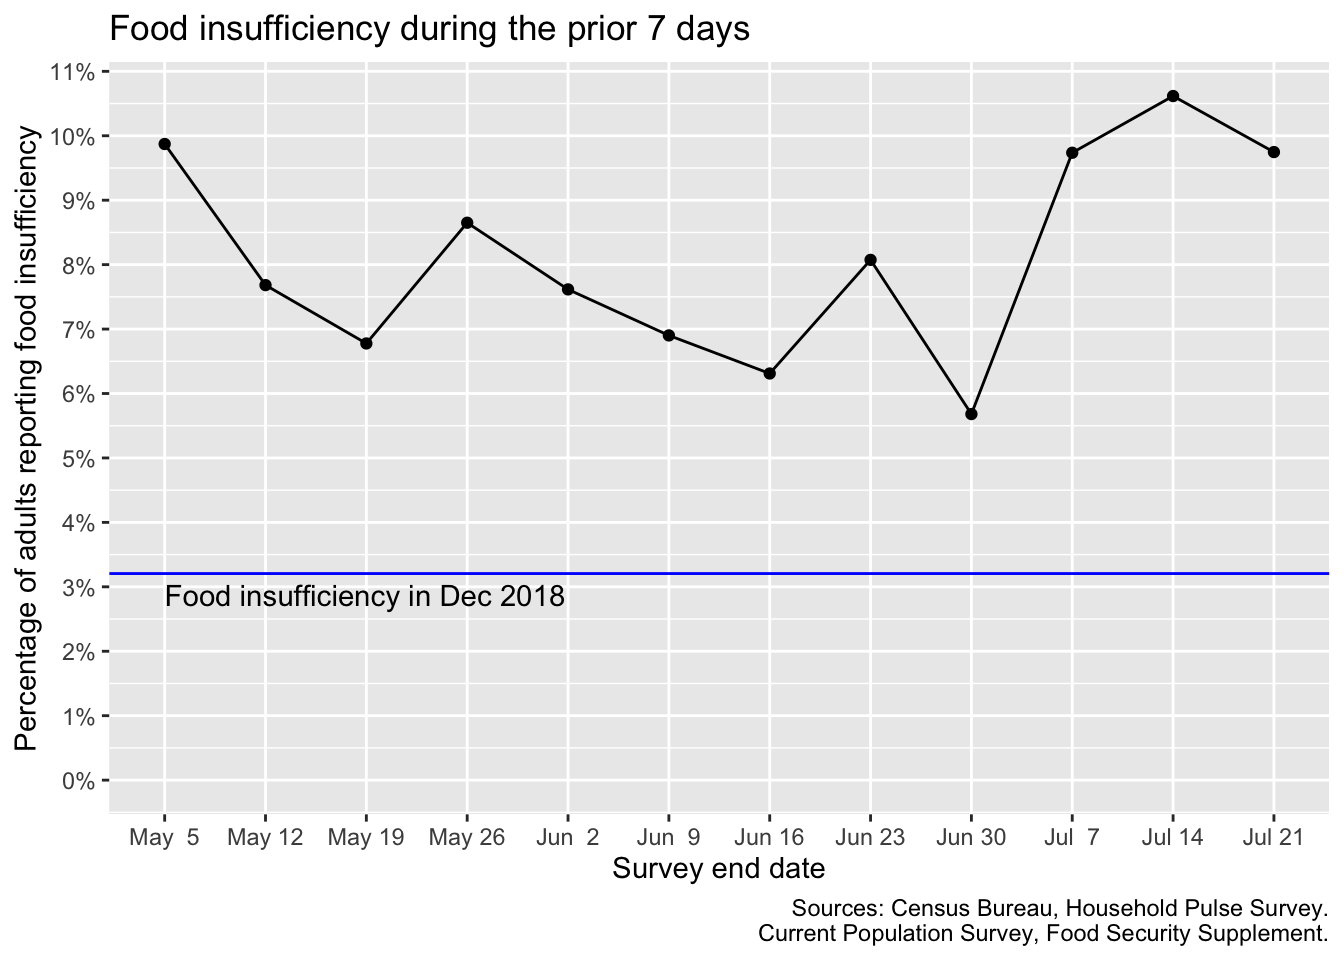 Food insufficiency during the prior 7 days
Percentage of adults reporting food insufficiency
11%
10%
9%
8%
7%
6%
5%
4%
3%
2%
1%
0%
Food insufficiency in Dec 2018
May 5 May 12 May 19 May 26 Jun 2 Jun 9 Jun 16 Jun 23 Jun 30 Jul 7 Jul 14 Jul 21
Survey end date
Sources: Census Bureau, Household Pulse Survey.
Current Population Survey, Food Security Supplement.